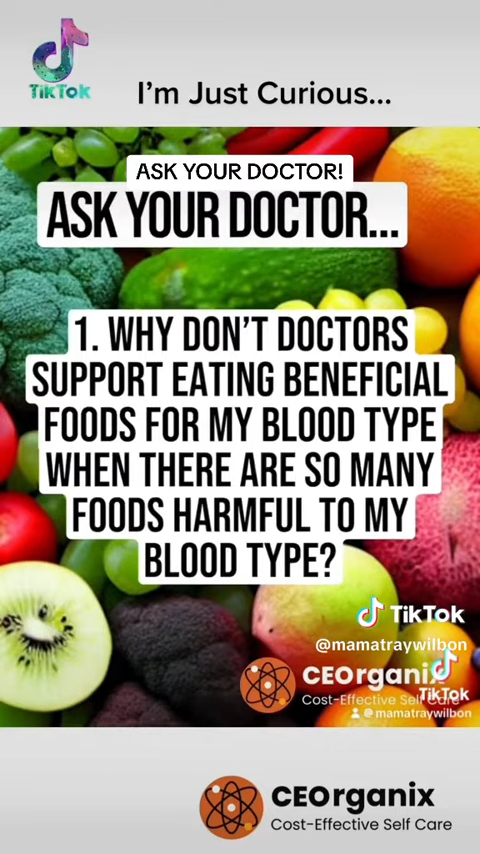 TikTok
I'm Just Curious...
ASK YOUR DOCTOR!
ASK YOUR DOCTOR...
1. WHY DON'T DOCTORS
SUPPORT EATING BENEFICIAL
FOODS FOR MY BLOOD TYPE
WHEN THERE ARE SO MANY
FOODS HARMFUL TO MY
BLOOD TYPE?
TikTok
@mamatraywilbon
CEOrganix
TikTok
Cost-Effective Self Care
@mamatraywilbon
CEOrganix
Cost-Effective Self Care